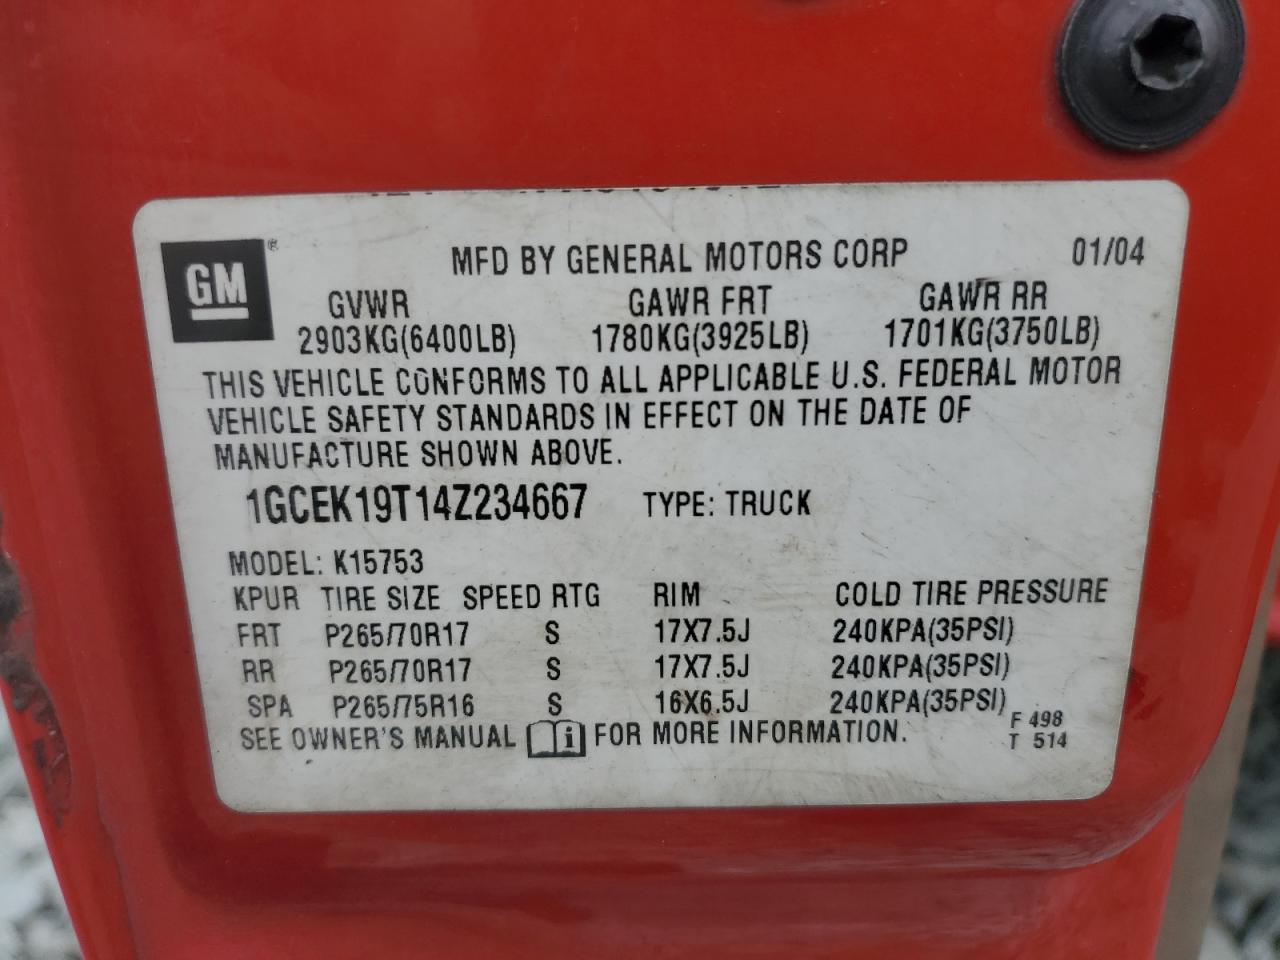 MFD BY GENERAL MOTORS CORP 01/04
GM®
GVWR GAWR FRT GAWR RR
2903KG(6400LB) 1780KG(3925LB) 1701KG(3750LB)
THIS VEHICLE CONFORMS TO ALL APPLICABLE U.S. FEDERAL MOTOR
VEHICLE SAFETY STANDARDS IN EFFECT ON THE DATE OF
MANUFACTURE SHOWN ABOVE.
1GCEK19T14Z234667 TYPE: TRUCK
MODEL: K15753
KPUR TIRE SIZE SPEED RTG RIM COLD TIRE PRESSURE
FRT P265/70R17 S 17X7.5J 240KPA(35PSI)
RR P265/70R17 S 17X7.5J 240KPA(35PSI)
SPA P265/75R16 S 16X6.5J 240KPA(35PSI)
SEE OWNER'S MANUAL i FOR MORE INFORMATION.
F 498
T 514